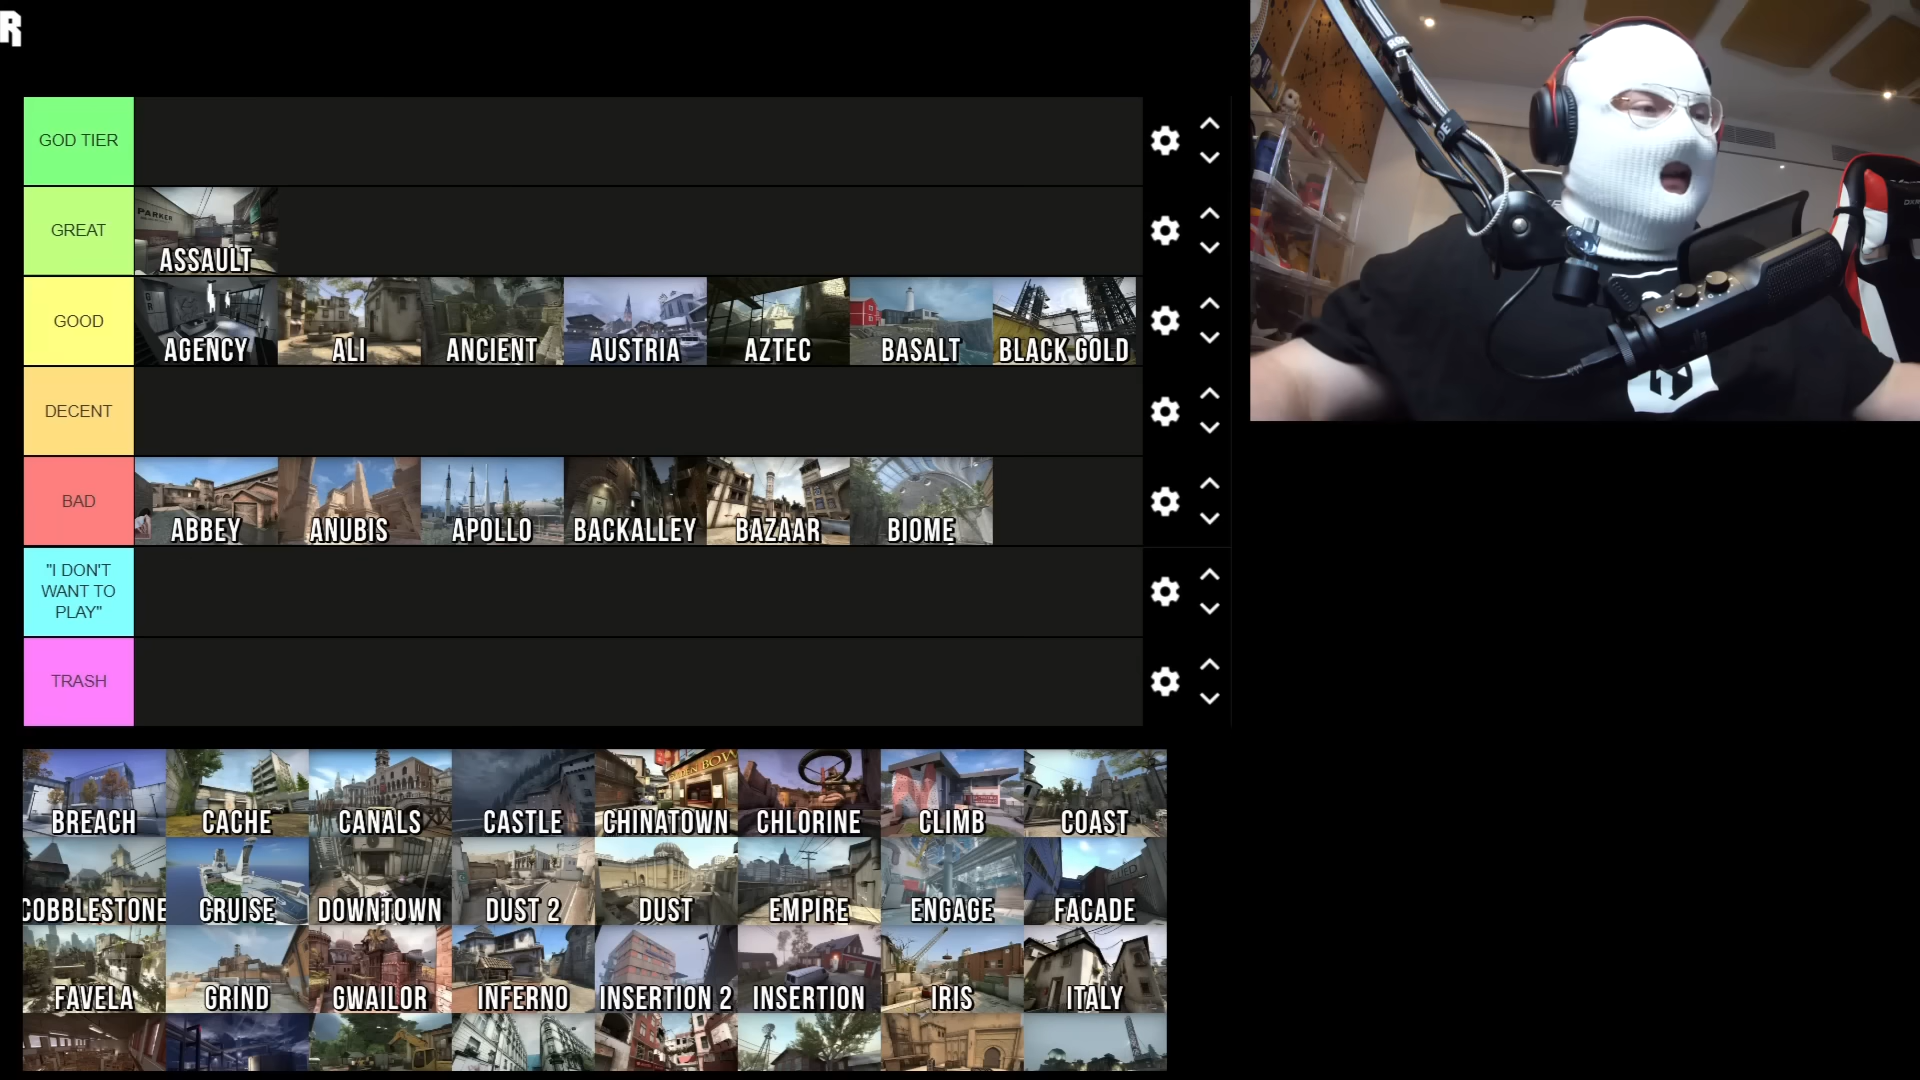 R
GOD TIER
GREAT
PARKER
ASSAULT
GOOD
AGENCY ALI ANCIENT AUSTRIA AZTEC BASALT BLACK GOLD
DECENT
BAD
ABBEY ANUBIS APOLLO BACKALLEY BAZAAR BIOME
"I DON'T
WANT TO
PLAY"
TRASH
BREACH CACHE CANALS CASTLE CHINATOWN CHLORINE CLIMB COAST
COBBLESTONE CRUISE DOWNTOWN DUST 2 DUST EMPIRE ENGAGE FACADE
FAVELA GRIND GWAILOR INFERNO INSERTION 2 INSERTION IRIS ITALY